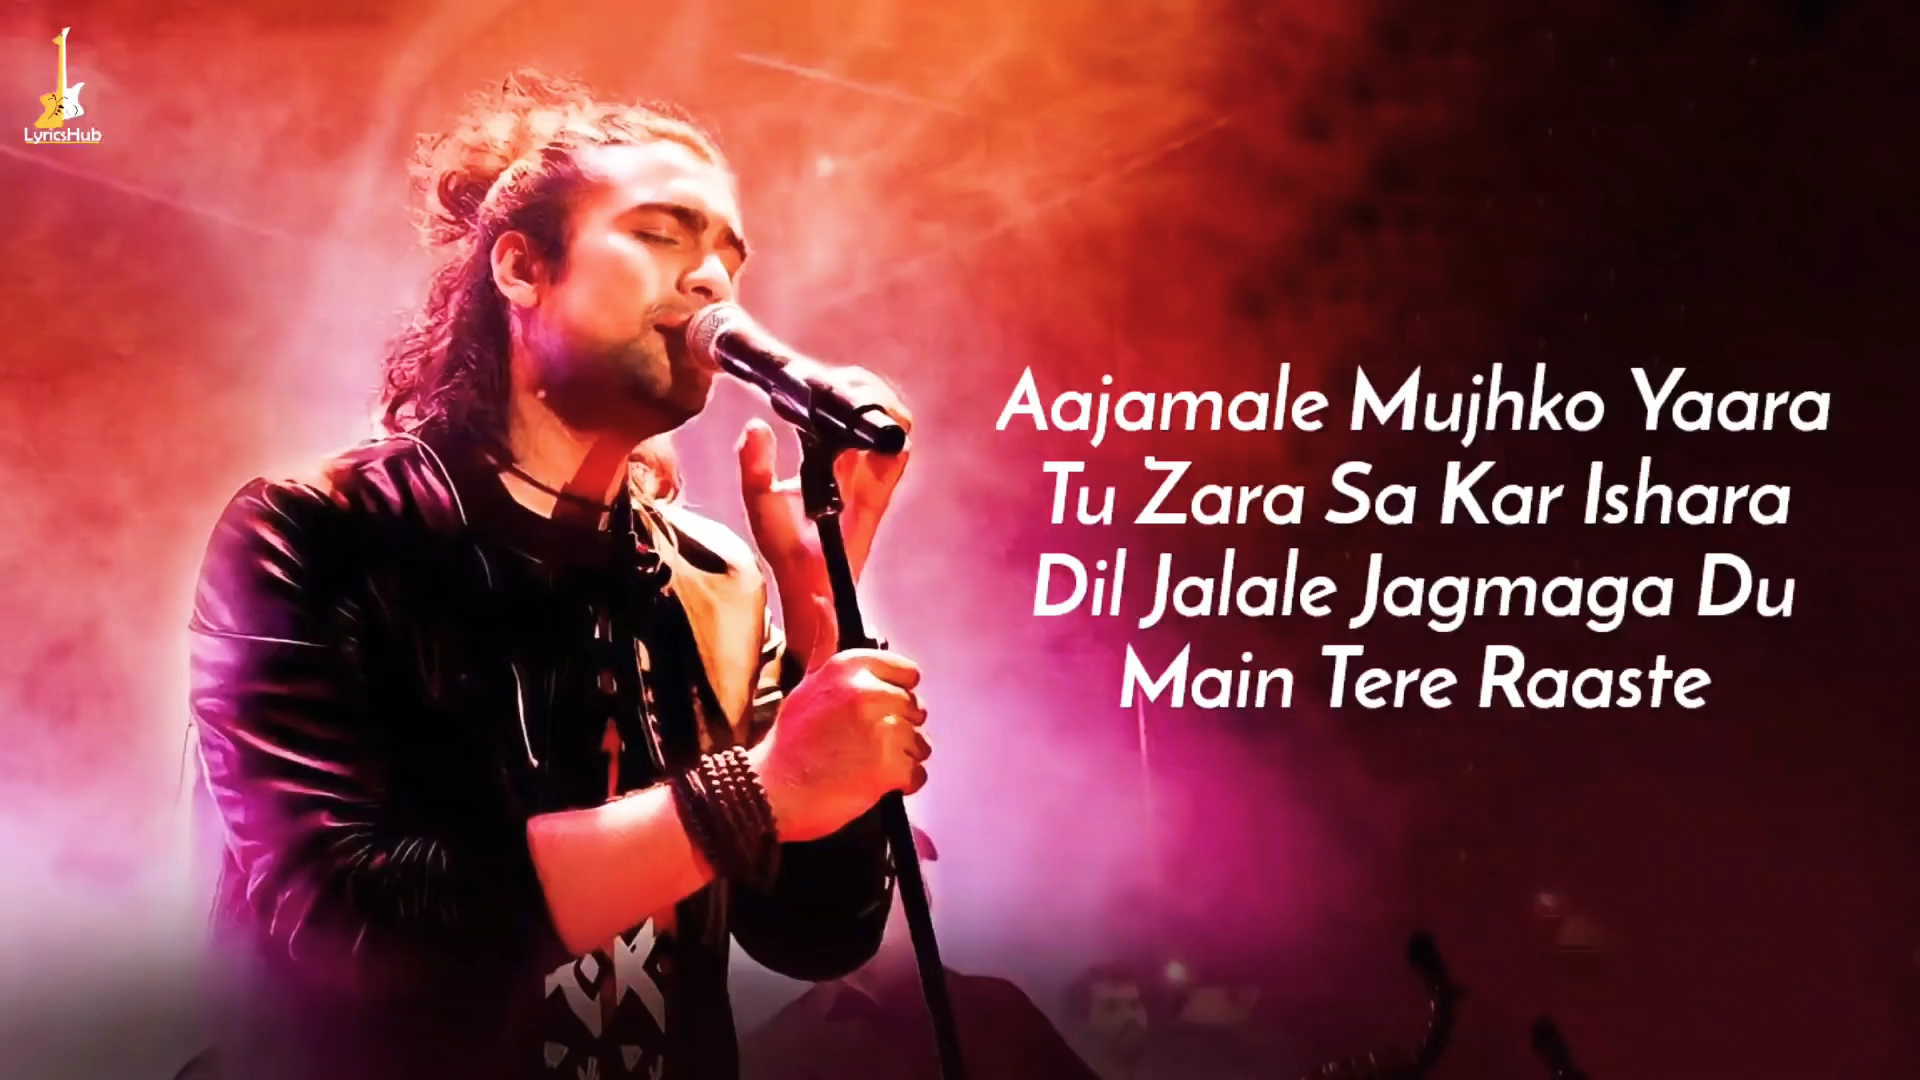 LyricsHub
Aajamale Mujhko Yaara
Tu Zara Sa Kar Ishara
Dil Jalale Jagmaga Du
Main Tere Raaste